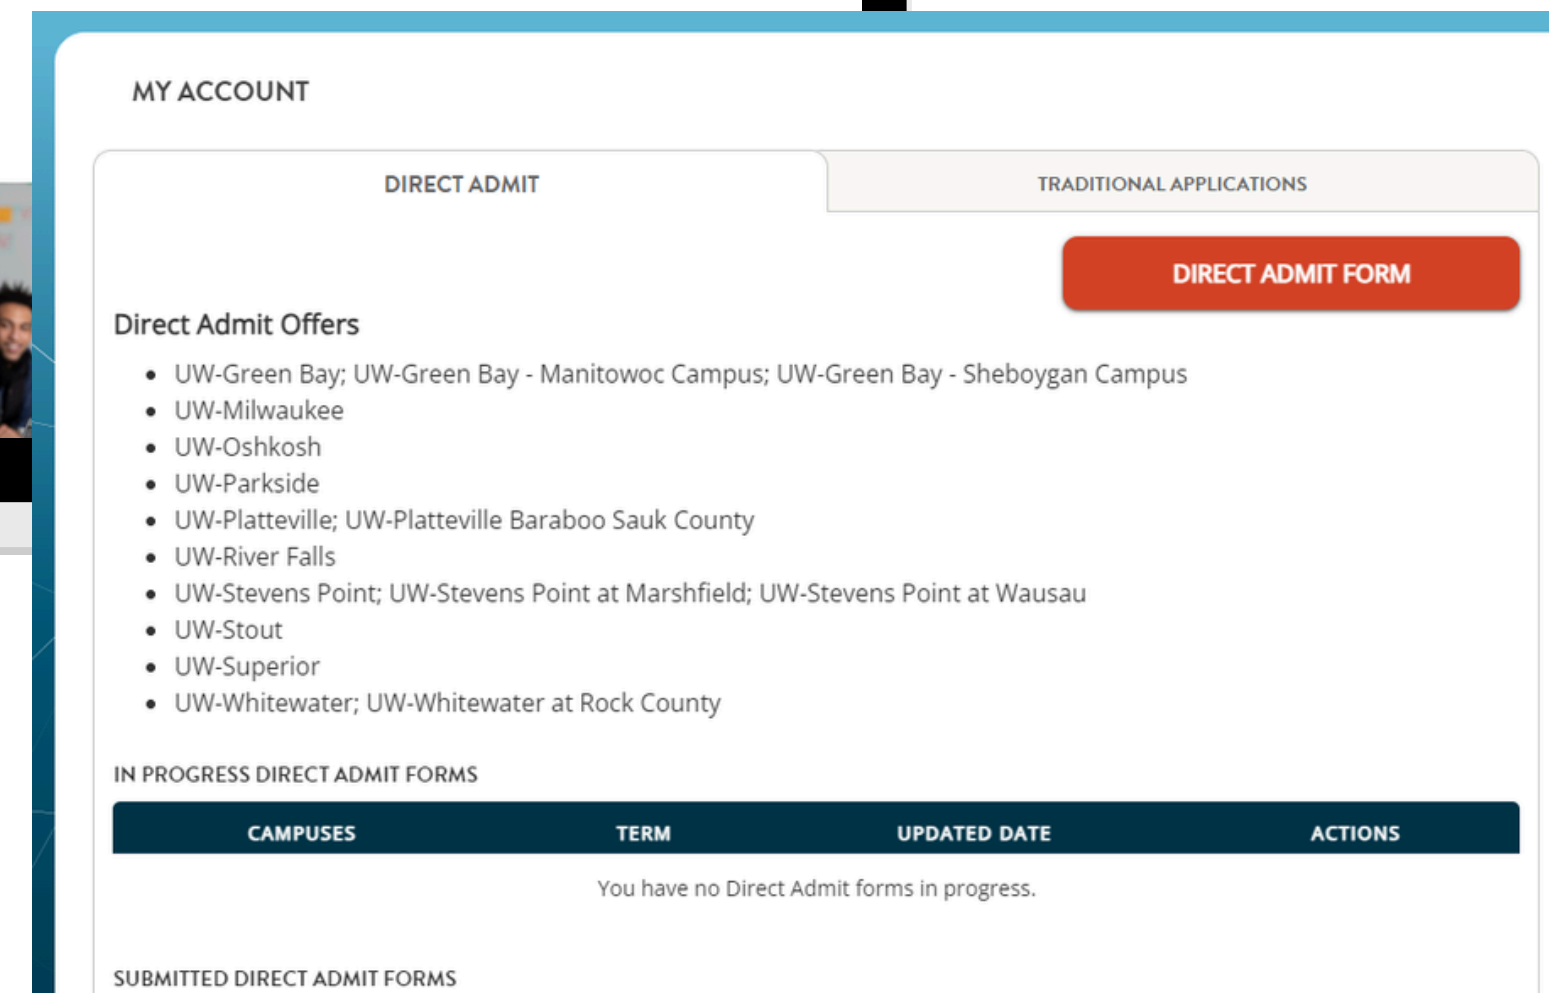 MY ACCOUNT
DIRECT ADMIT
TRADITIONAL APPLICATIONS
DIRECT ADMIT FORM
Direct Admit Offers
• UW-Green Bay; UW-Green Bay - Manitowoc Campus; UW-Green Bay - Sheboygan Campus
• UW-Milwaukee
• UW-Oshkosh
• UW-Parkside
• UW-Platteville; UW-Platteville Baraboo Sauk County
• UW-River Falls
• UW-Stevens Point; UW-Stevens Point at Marshfield; UW-Stevens Point at Wausau
• UW-Stout
• UW-Superior
• UW-Whitewater; UW-Whitewater at Rock County
IN PROGRESS DIRECT ADMIT FORMS
CAMPUSES TERM UPDATED DATE ACTIONS
You have no Direct Admit forms in progress.
SUBMITTED DIRECT ADMIT FORMS